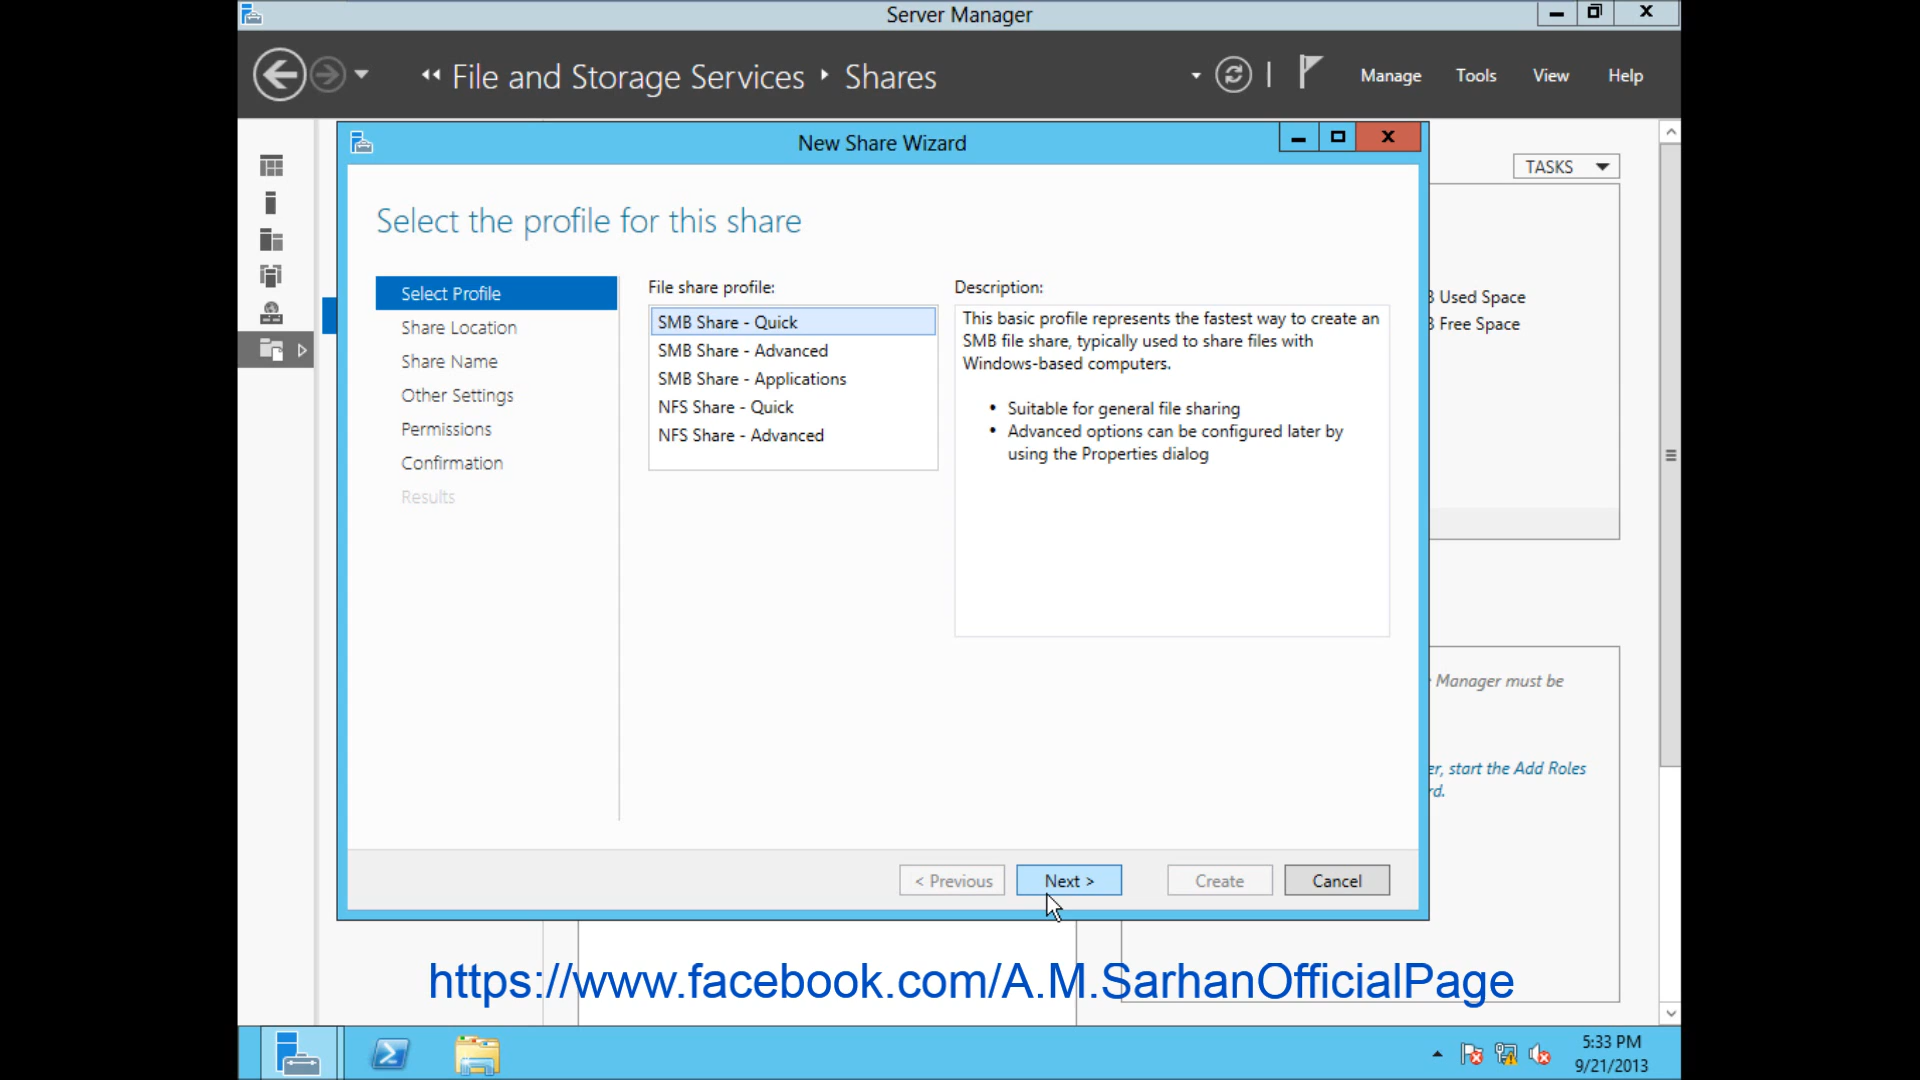 Server Manager
File and Storage Services
Shares
Manage
Tools
View
Help
New Share Wizard
TASKS
Select the profile for this share
Select Profile
Share Location
Share Name
Other Settings
Permissions
Confirmation
Results
File share profile:
SMB Share - Quick
SMB Share - Advanced
SMB Share - Applications
NFS Share - Quick
NFS Share - Advanced
Description:
This basic profile represents the fastest way to create an
SMB file share, typically used to share files with
Windows-based computers.
• Suitable for general file sharing
• Advanced options can be configured later by
using the Properties dialog
Used Space
Free Space
Manager must be
start the Add Roles
< Previous
Next >
Create
Cancel
https://www.facebook.com/A.M.SarhanOfficialPage
5:33 PM
9/21/2013